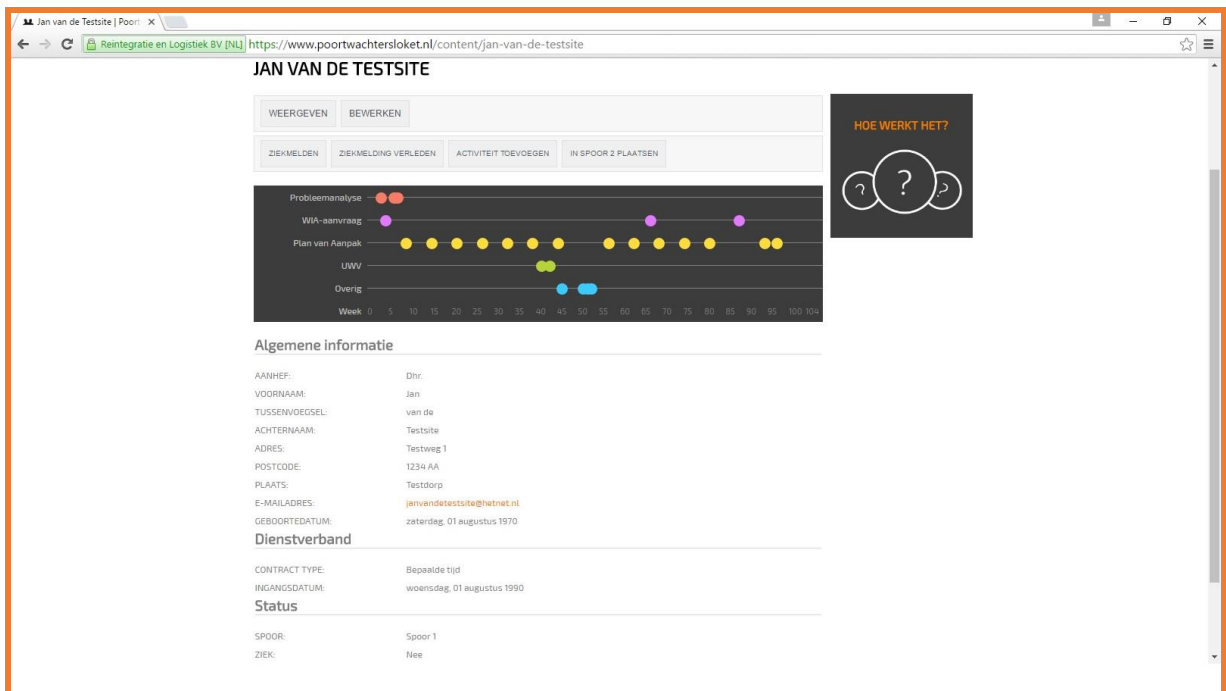 Jan van de Testsite | Poort
Reintegratie en Logistiek BV [NL] https://www.poortwachtersloket.nl/content/jan-van-de-testsite
JAN VAN DE TESTSITE
WEERGEVEN BEWERKEN
ZIEKMELDEN ZIEKMELDING VERLEDEN ACTIVITEIT TOEVOEGEN IN SPOOR 2 PLAATSEN
HOE WERKT HET?
? ? ?
Probleemanalyse
WIA-aanvraag
Plan van Aanpak
UWV
Overig
Week 0 5 10 15 20 25 30 35 40 45 50 55 60 65 70 75 80 85 90 95 100 104
Algemene informatie
AANHEF: Dhr.
VOORNAAM: Jan
TUSSENVOEGSEL: van de
ACHTERNAAM: Testsite
ADRES: Testweg 1
POSTCODE: 1234 AA
PLAATS: Testdorp
E-MAILADRES: janvandetestsite@hetnet.nl
GEBOORTEDATUM: zaterdag, 01 augustus 1970
Dienstverband
CONTRACT TYPE: Bepaalde tijd
INGANGSDATUM: woensdag, 01 augustus 1990
Status
SPOOR: Spoor 1
ZIEK: Nee